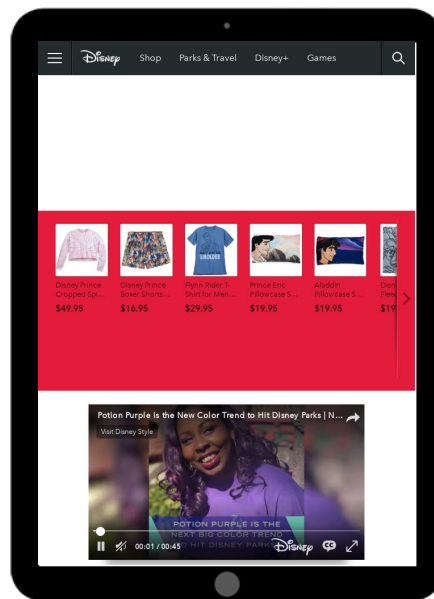 Disney
Shop
Parks & Travel
Disney+
Games
Disney Prince
Cropped Spi...
$49.95
Disney Prince
Boxer Shorts...
$16.95
SMOLDER
Flynn Rider T-
Shirt for Men...
$29.95
Prince Eric
Pillowcase S...
$19.95
Aladdin
Pillowcase S...
$19.95
Potion Purple is the New Color Trend to Hit Disney Parks | N...
Visit Disney Style
POTION PURPLE IS THE
NEXT BIG COLOR TREND
TO HIT DISNEY PARKS
00:01 / 00:45
Disney
CC